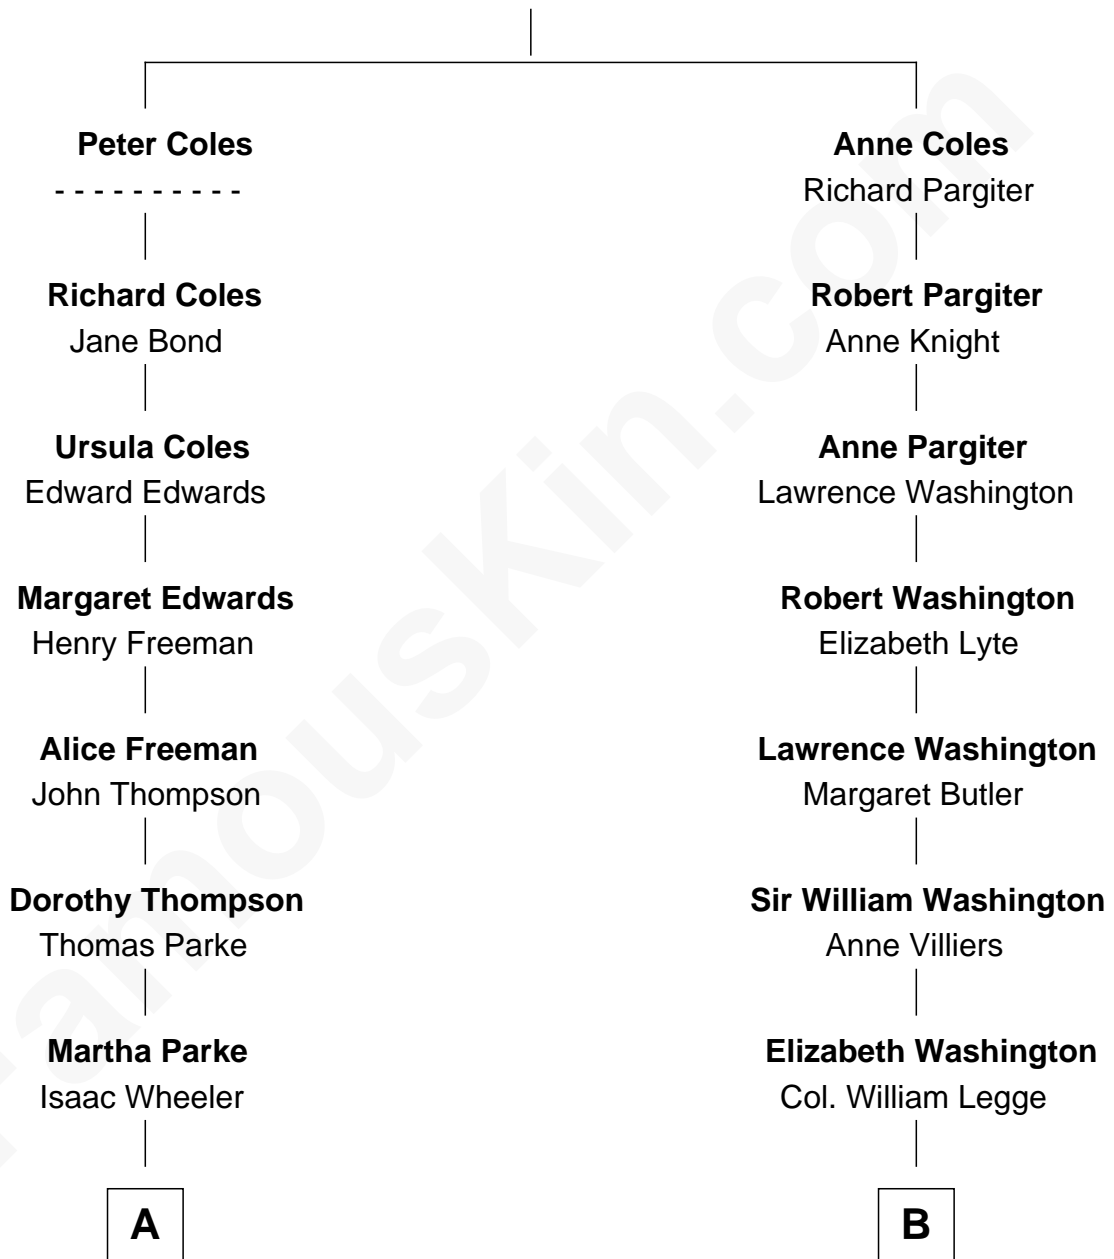 Peter Coles
- - - - - - - - - -
Richard Coles
Jane Bond
Ursula Coles
Edward Edwards
Margaret Edwards
Henry Freeman
Alice Freeman
John Thompson
Dorothy Thompson
Thomas Parke
Martha Parke
Isaac Wheeler
A
Anne Coles
Richard Pargiter
Robert Pargiter
Anne Knight
Anne Pargiter
Lawrence Washington
Robert Washington
Elizabeth Lyte
Lawrence Washington
Margaret Butler
Sir William Washington
Anne Villiers
Elizabeth Washington
Col. William Legge
B
FamousKin.com